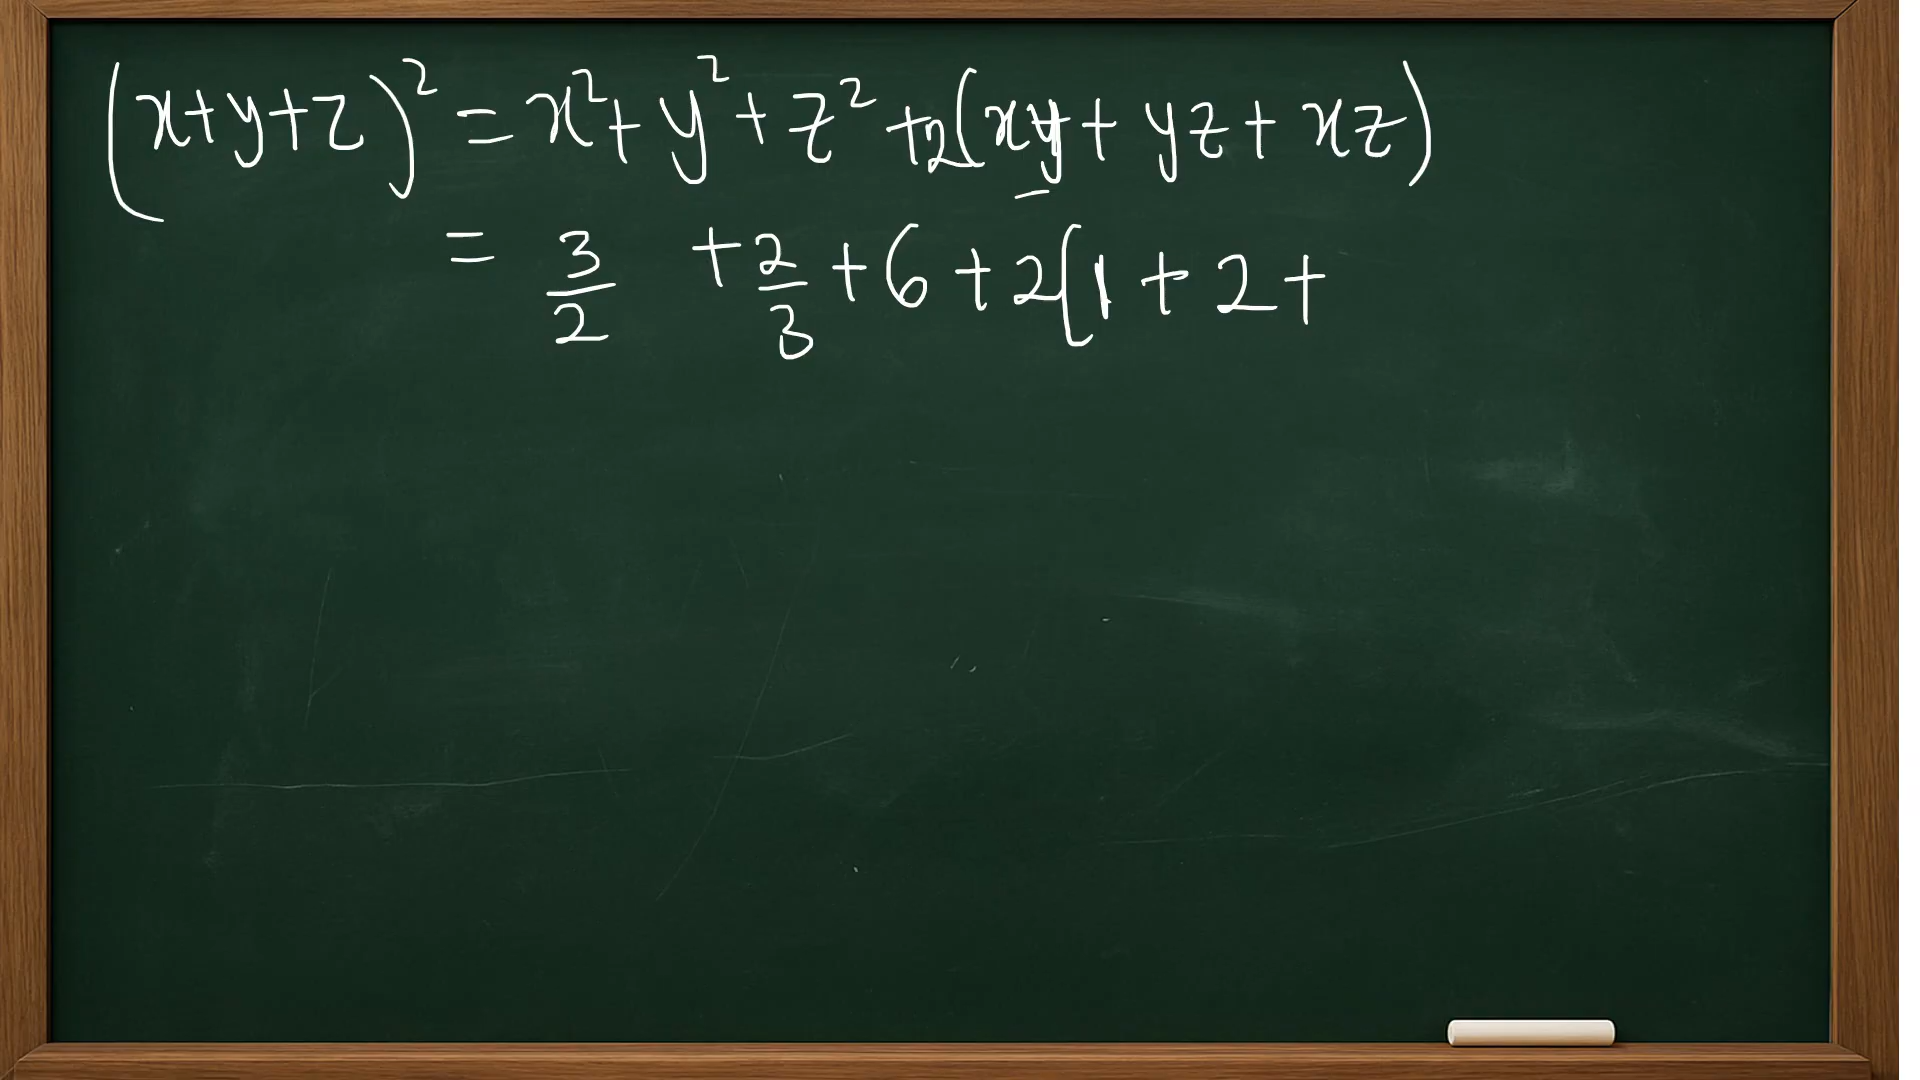 (x+y+z)² = x² + y² + z² +2(xy + yz + xz)
= 3/2 + 2/3 + 6 + 2(1 + 2 +